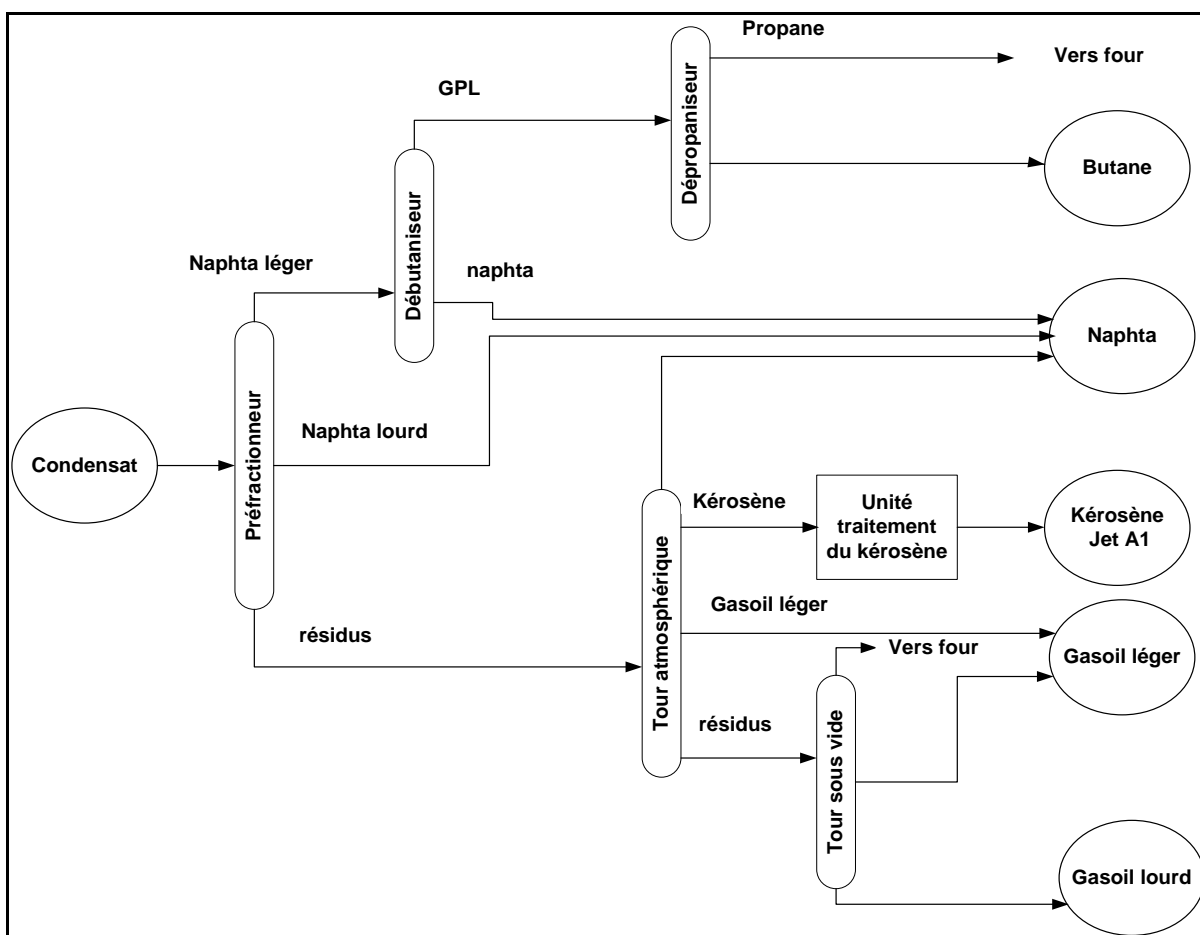 Propane
Vers four
GPL
Dépropaniseur
Butane
Débutaniseur
Naphta léger
naphta
Naphta
Préfractionneur
Naphta lourd
Condensat
Tour atmosphérique
Kérosène
Unité
traitement
du kérosène
Kérosène
Jet A1
Gasoil léger
résidus
Vers four
Gasoil léger
résidus
Tour sous vide
Gasoil lourd